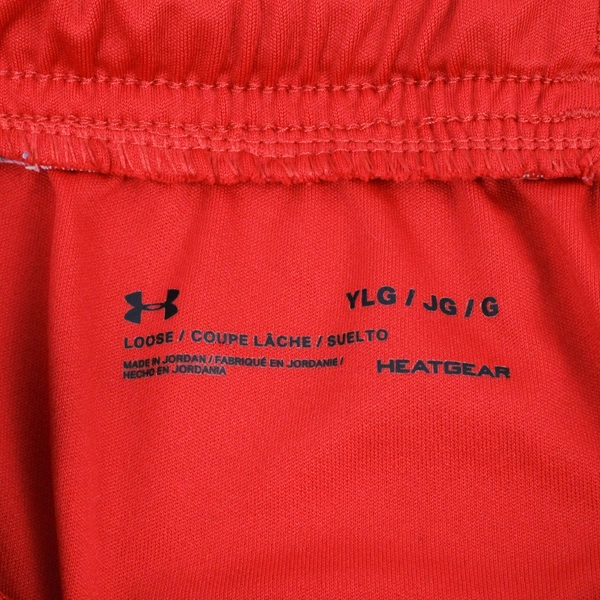 YLG / JG / G
LOOSE / COUPE LÂCHE / SUELTO
MADE IN JORDAN / FABRIQUÉ EN JORDANIE /
HECHO EN JORDANIA
HEATGEAR